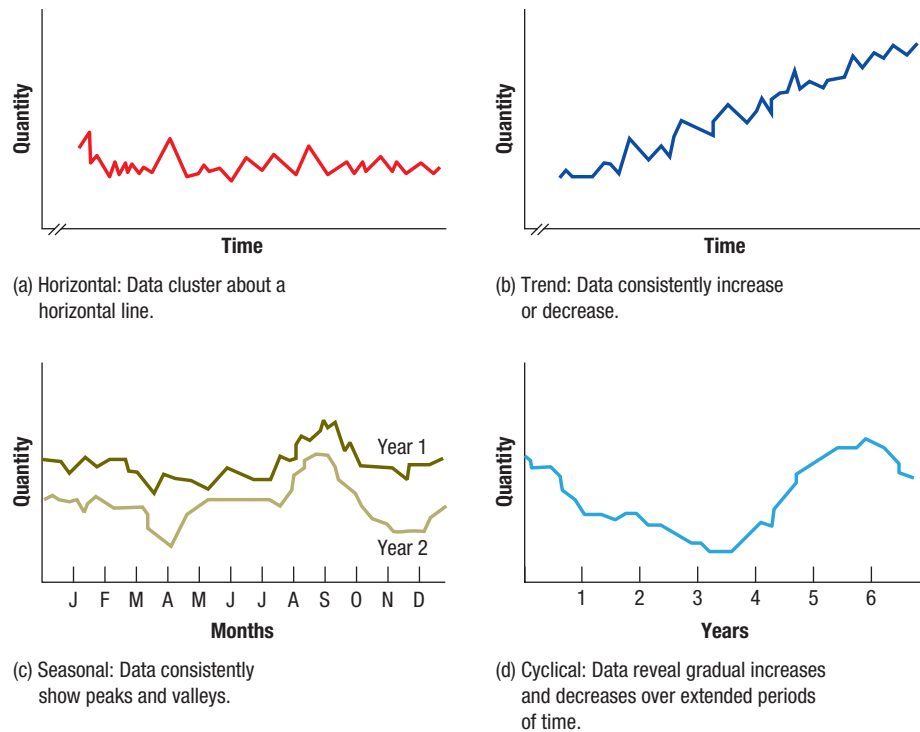 Quantity
Time
(a) Horizontal: Data cluster about a
horizontal line.
Quantity
Time
(b) Trend: Data consistently increase
or decrease.
Quantity
Year 1
Year 2
J F M A M J J A S O N D
Months
(c) Seasonal: Data consistently
show peaks and valleys.
Quantity
1 2 3 4 5 6
Years
(d) Cyclical: Data reveal gradual increases
and decreases over extended periods
of time.